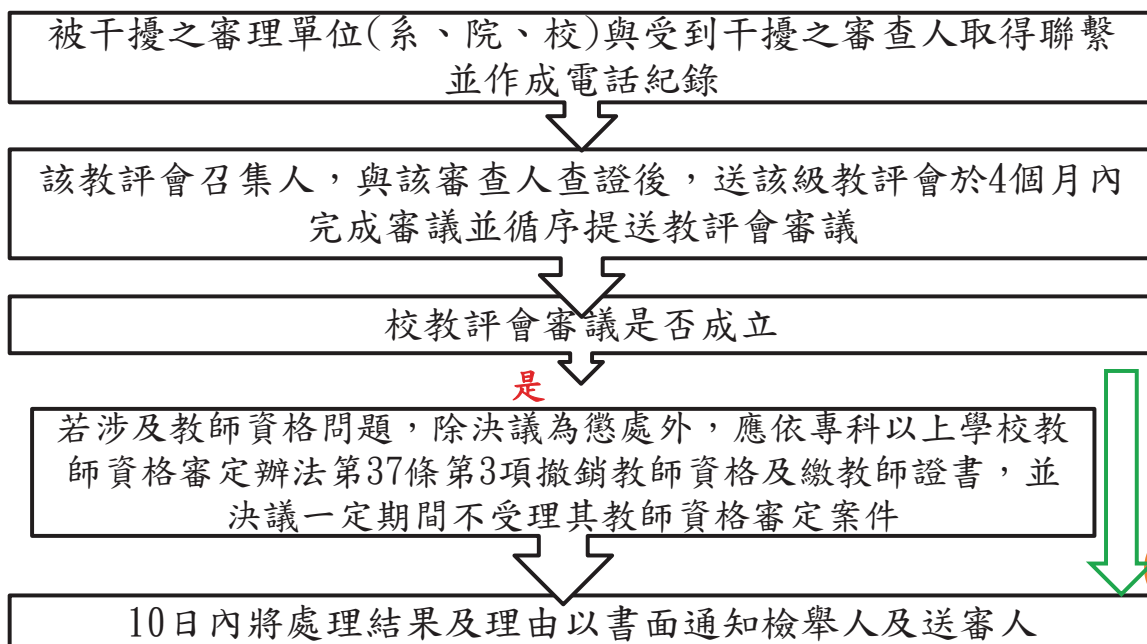 被干擾之審理單位(系、院、校)與受到干擾之審查人取得聯繫
並作成電話紀錄
該教評會召集人，與該審查人查證後，送該級教評會於4個月內
完成審議並循序提送教評會審議
校教評會審議是否成立
是
若涉及教師資格問題，除決議為懲處外，應依專科以上學校教
師資格審定辦法第37條第3項撤銷教師資格及繳教師證書，並
決議一定期間不受理其教師資格審定案件
10日內將處理結果及理由以書面通知檢舉人及送審人